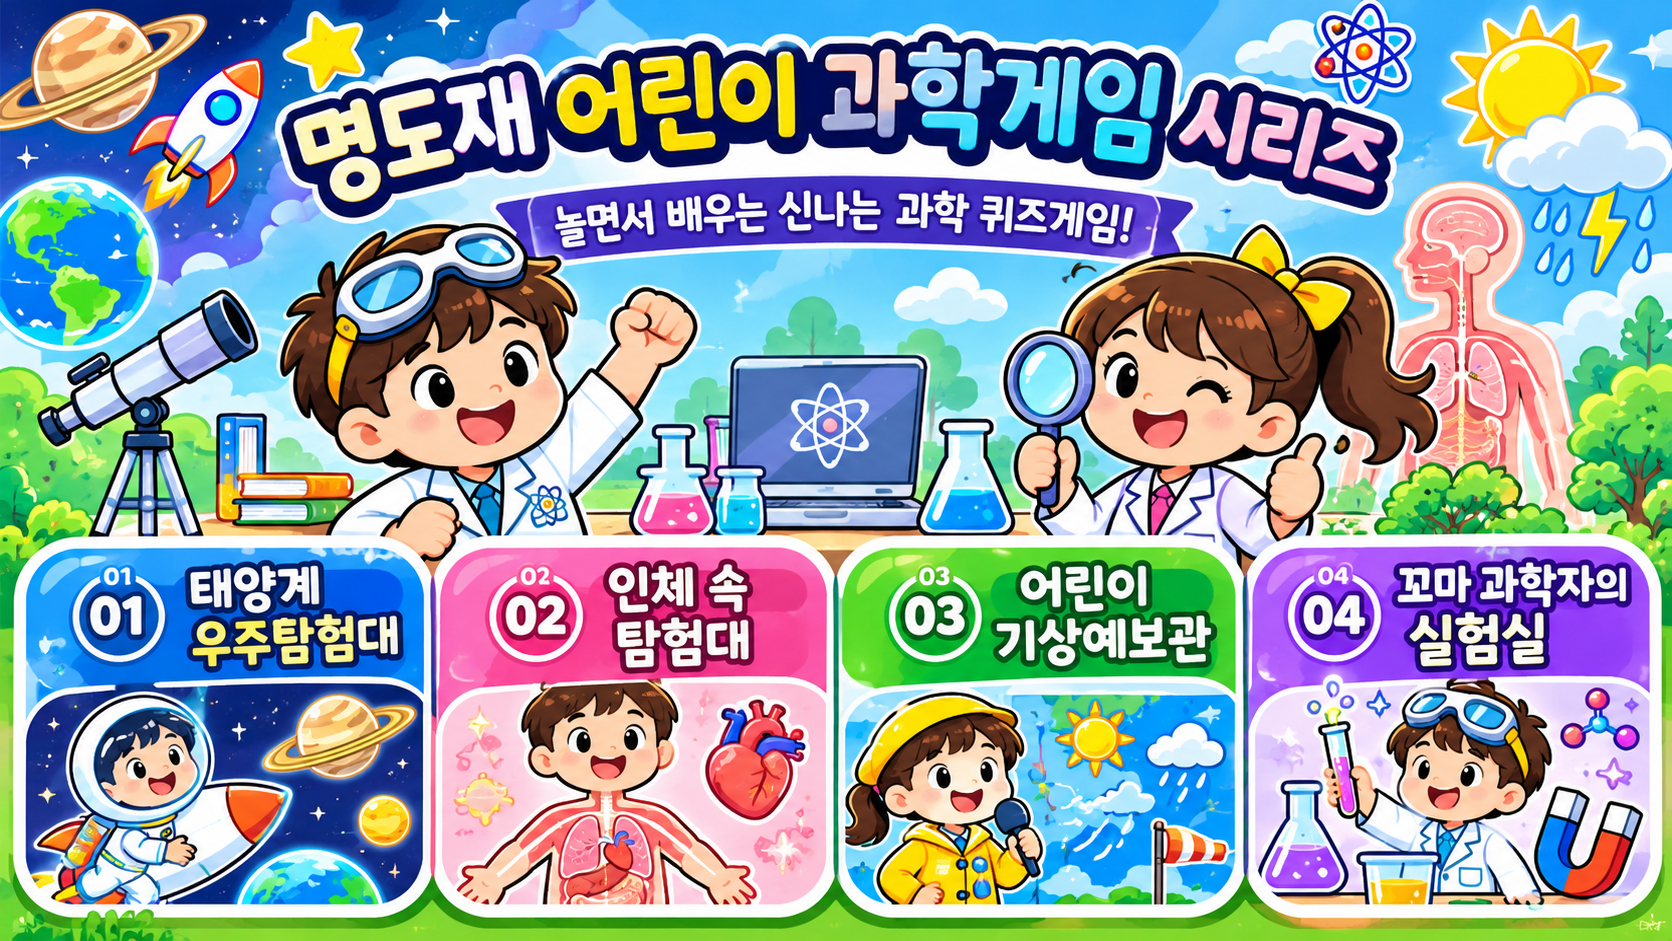 명도재 어린이 과학게임 시리즈
놀면서 배우는 신나는 과학 퀴즈게임!
01
01
태양계
우주탐험대
02
02
인체 속
탐험대
03
03
어린이
기상예보관
04
04
꼬마 과학자의
실험실